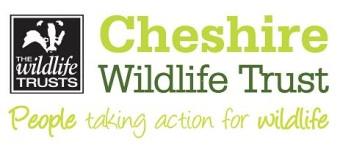 THE
wildlife
TRUSTS
Cheshire
Wildlife Trust
People taking action for wildlife